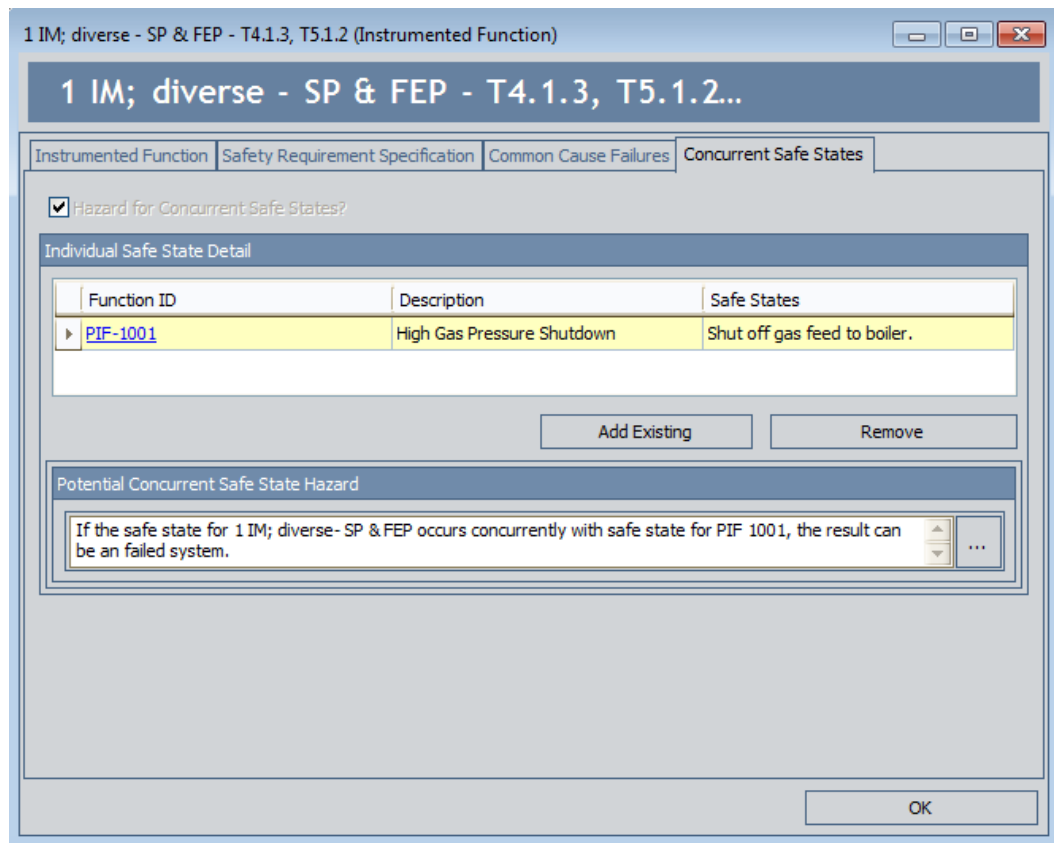 1 IM; diverse - SP & FEP - T4.1.3, T5.1.2 (Instrumented Function)
1 IM; diverse - SP & FEP - T4.1.3, T5.1.2...
Instrumented Function Safety Requirement Specification Common Cause Failures Concurrent Safe States
Hazard for Concurrent Safe States?
Individual Safe State Detail
Function ID Description Safe States
PIF-1001 High Gas Pressure Shutdown Shut off gas feed to boiler.
Add Existing Remove
Potential Concurrent Safe State Hazard
If the safe state for 1 IM; diverse- SP & FEP occurs concurrently with safe state for PIF 1001, the result can
be an failed system.
...
OK